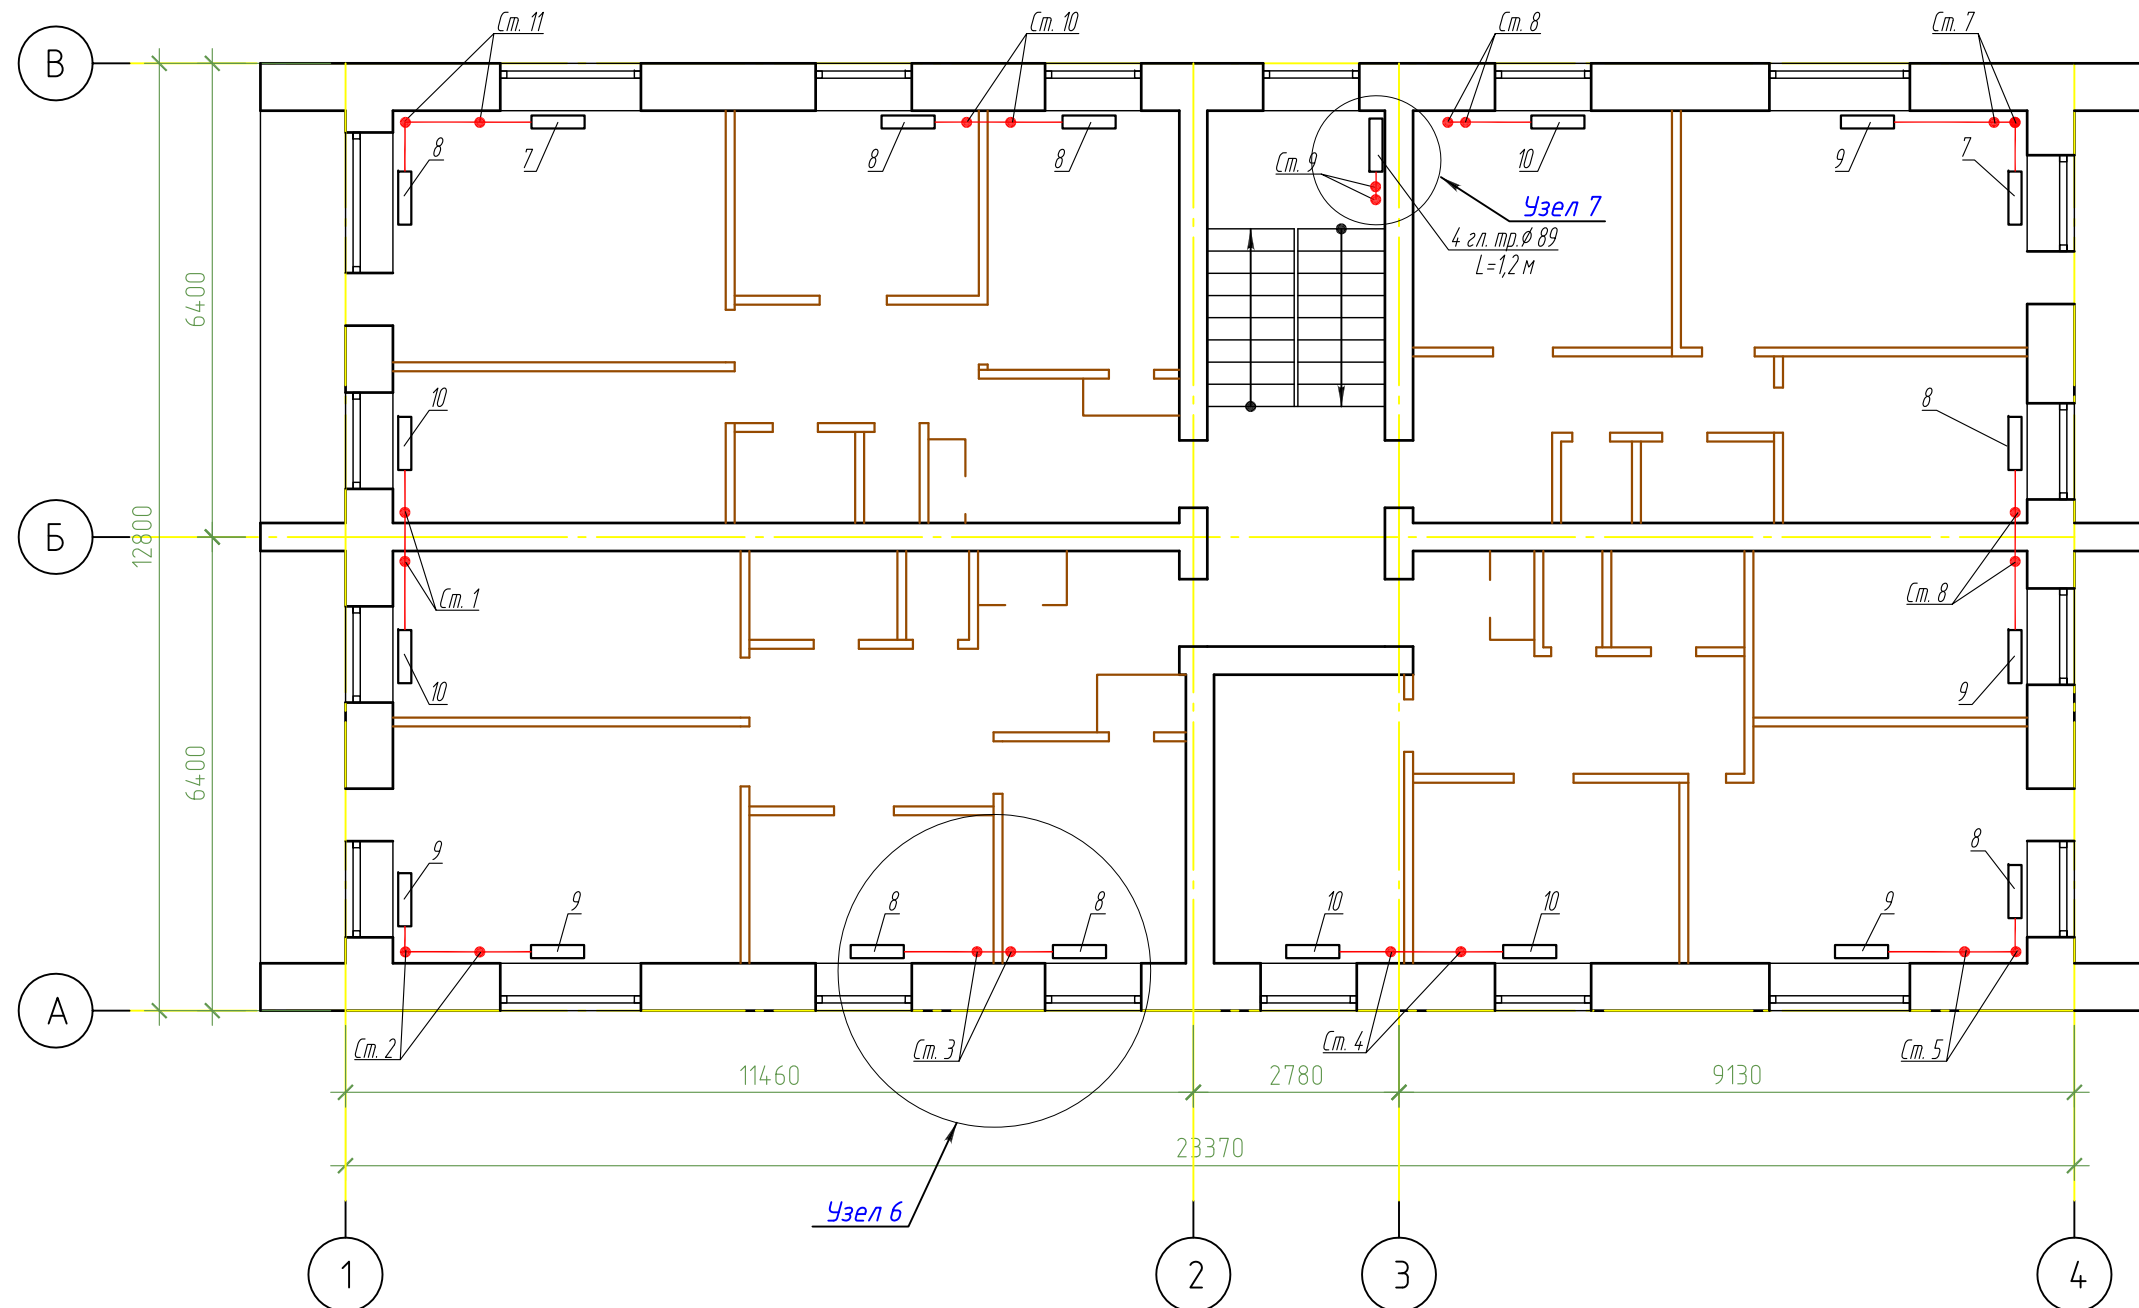 Ст. 11
Ст. 10
Ст. 8
Ст. 7
В
8
7
8
8
Ст. 9
10
9
7
Узел 7
4 гл. тр.⌀ 89
L=1,2 м
6400
10
8
12800
Б
Ст. 1
Ст. 8
10
9
6400
9
9
8
8
10
10
9
8
А
Ст. 2
Ст. 3
Ст. 4
Ст. 5
11460
2780
9130
23370
Узел 6
1
2
3
4